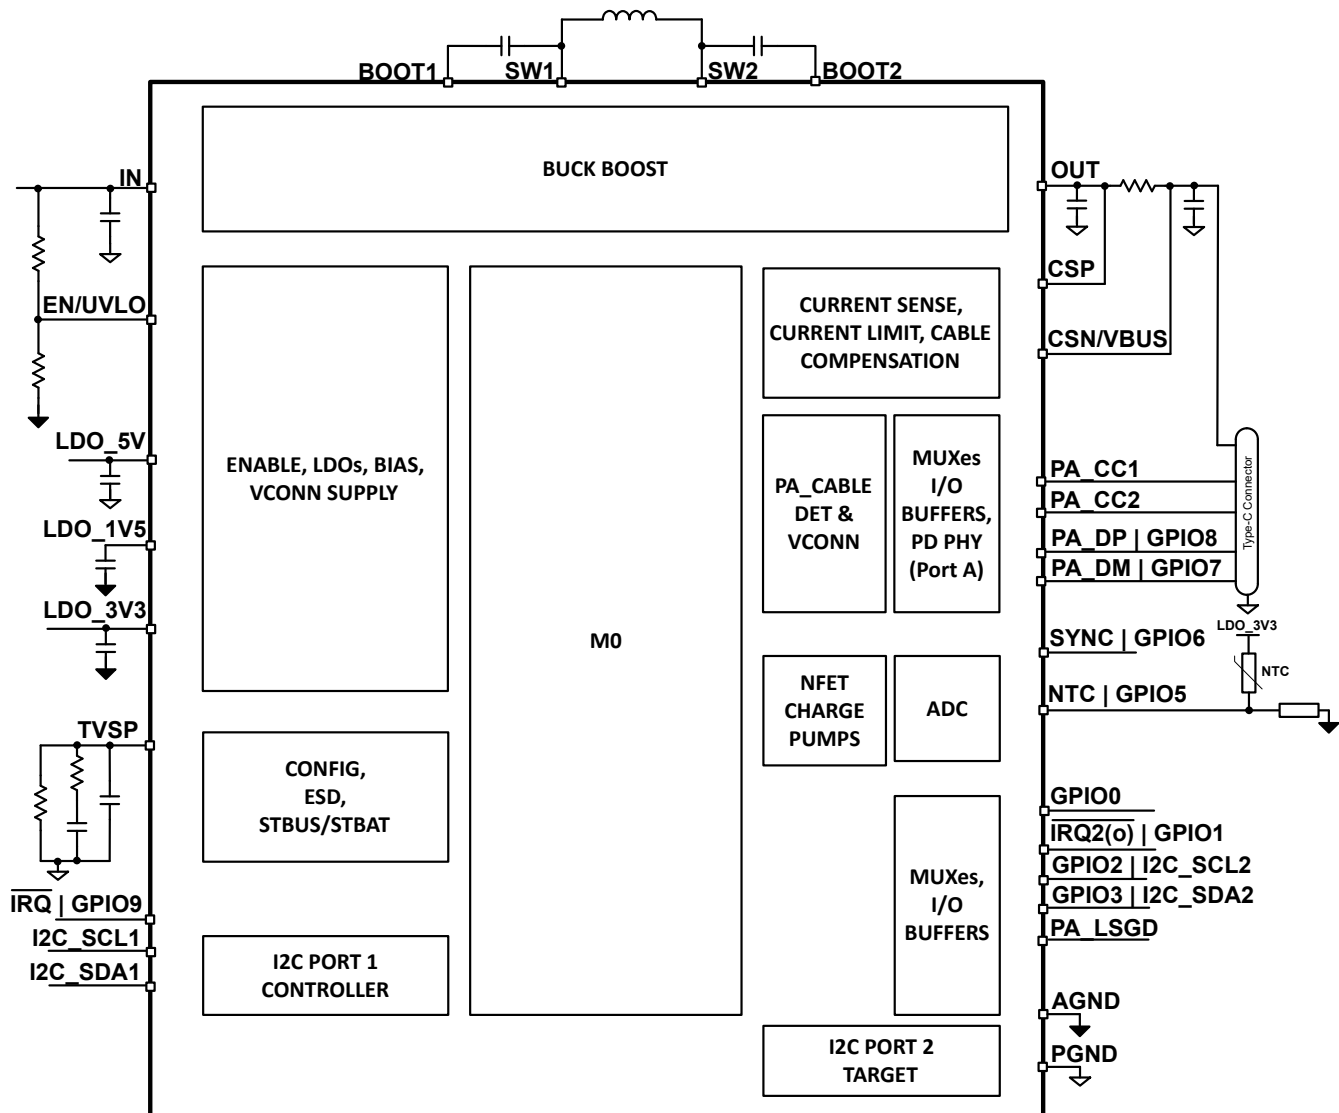 BOOT1
SW1
SW2
BOOT2
BUCK BOOST
IN
EN/UVLO
LDO_5V
LDO_1V5
LDO_3V3
TVSP
IRQ | GPIO9
I2C_SCL1
I2C_SDA1
ENABLE, LDOs, BIAS,
VCONN SUPPLY
CONFIG,
ESD,
STBUS/STBAT
I2C PORT 1
CONTROLLER
M0
CURRENT SENSE,
CURRENT LIMIT, CABLE
COMPENSATION
PA_CABLE
DET &
VCONN
MUXes
I/O
BUFFERS,
PD PHY
(Port A)
NFET
CHARGE
PUMPS
ADC
MUXes,
I/O
BUFFERS
I2C PORT 2
TARGET
OUT
CSP
CSN/VBUS
PA_CC1
PA_CC2
PA_DP | GPIO8
PA_DM | GPIO7
Type-C Connector
SYNC | GPIO6
LDO_3V3
NTC
NTC | GPIO5
GPIO0
IRQ2(o) | GPIO1
GPIO2 | I2C_SCL2
GPIO3 | I2C_SDA2
PA_LSGD
AGND
PGND